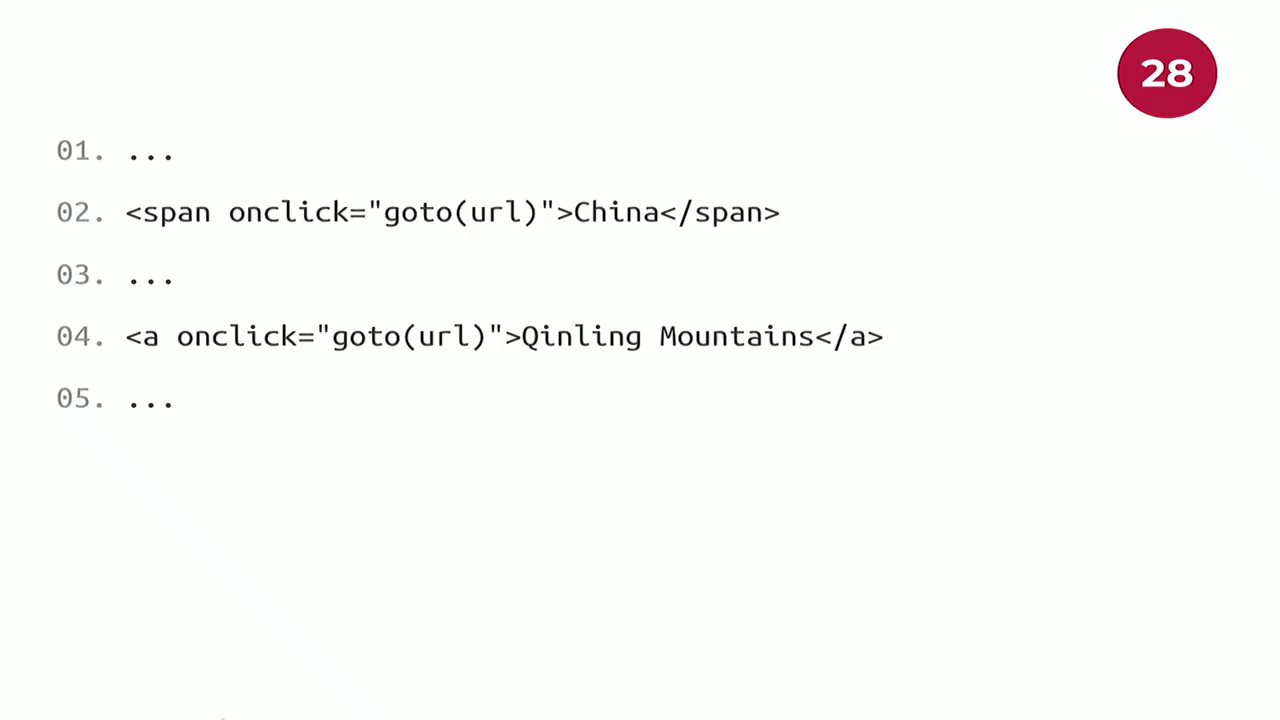 28
01. ...
02. <span onclick="goto(url)">China</span>
03. ...
04. <a onclick="goto(url)">Qinling Mountains</a>
05. ...